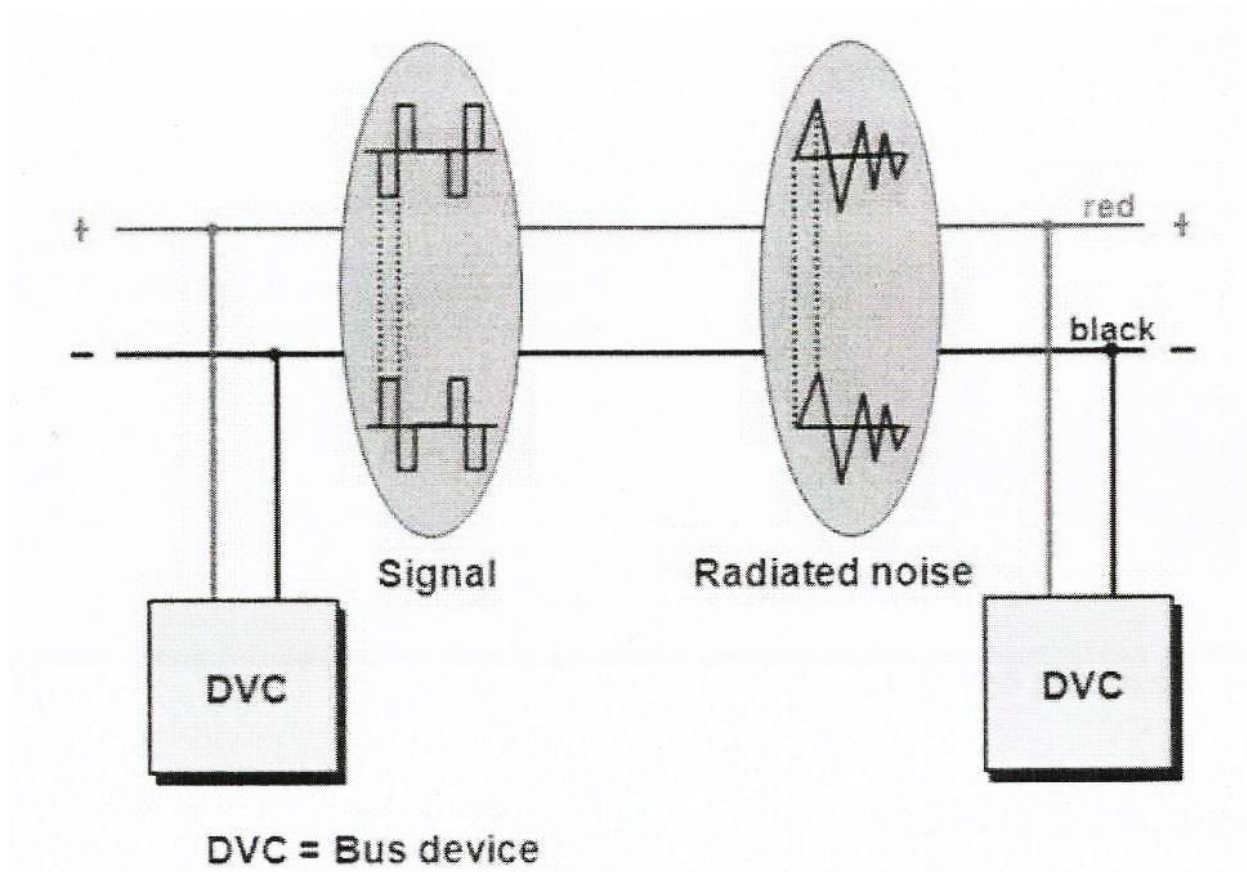 +
red
+
-
black
-
Signal
Radiated noise
DVC
DVC
DVC = Bus device